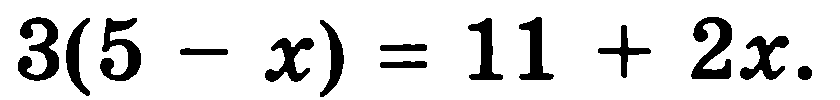 3(5 − x) = 11 + 2x.